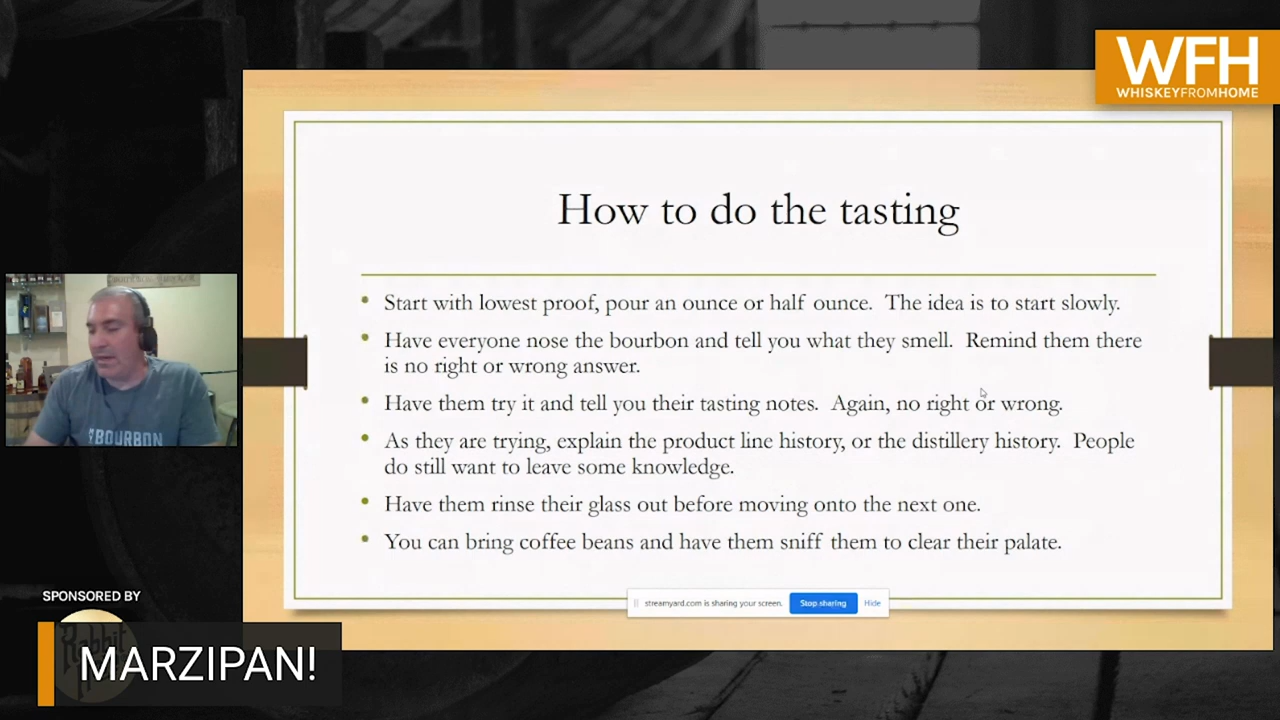 WFH
WHISKEYFROMHOME
How to do the tasting
Start with lowest proof, pour an ounce or half ounce. The idea is to start slowly.
Have everyone nose the bourbon and tell you what they smell. Remind them there
is no right or wrong answer.
Have them try it and tell you their tasting notes. Again, no right or wrong.
As they are trying, explain the product line history, or the distillery history. People
do still want to leave some knowledge.
Have them rinse their glass out before moving onto the next one.
You can bring coffee beans and have them sniff them to clear their palate.
BOURBON
streamyard.com is sharing your screen.
Stop sharing
Hide
SPONSORED BY
MARZIPAN!